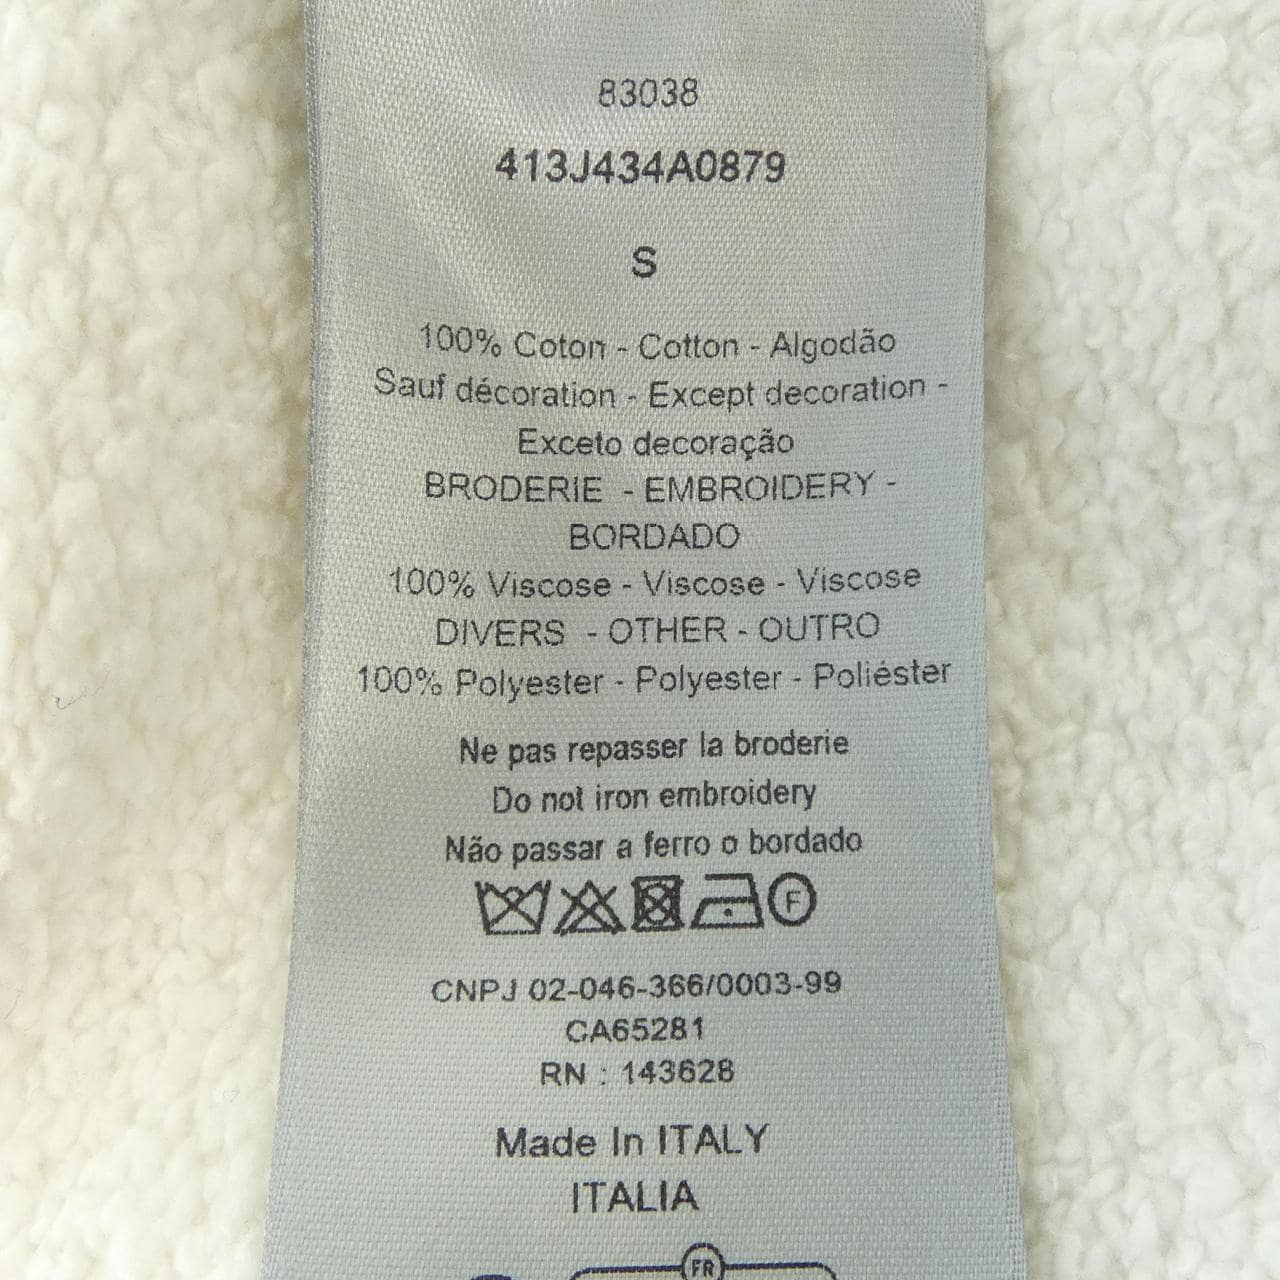 83038
413J434A0879
S
100% Coton - Cotton - Algodão
Sauf décoration - Except decoration -
Exceto decoração
BRODERIE - EMBROIDERY -
BORDADO
100% Viscose - Viscose - Viscose
DIVERS - OTHER - OUTRO
100% Polyester - Polyester - Poliéster
Ne pas repasser la broderie
Do not iron embroidery
Não passar a ferro o bordado
F
CNPJ 02-046-366/0003-99
CA65281
RN : 143628
Made In ITALY
ITALIA
FR